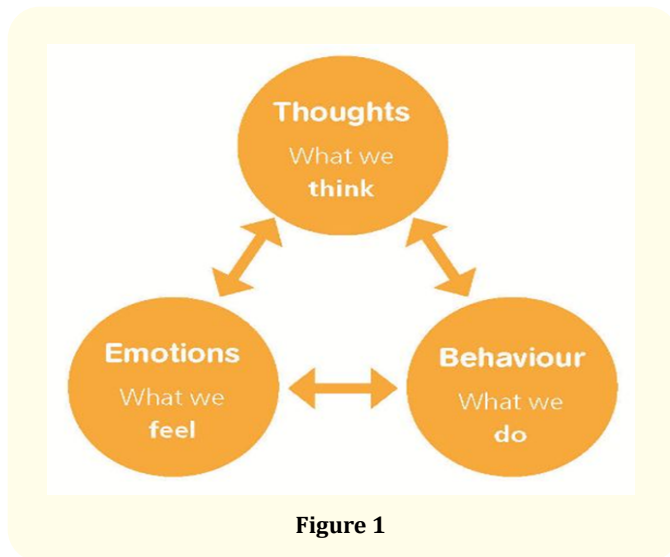 Thoughts
What we
think
Emotions
What we
feel
Behaviour
What we
do
Figure 1